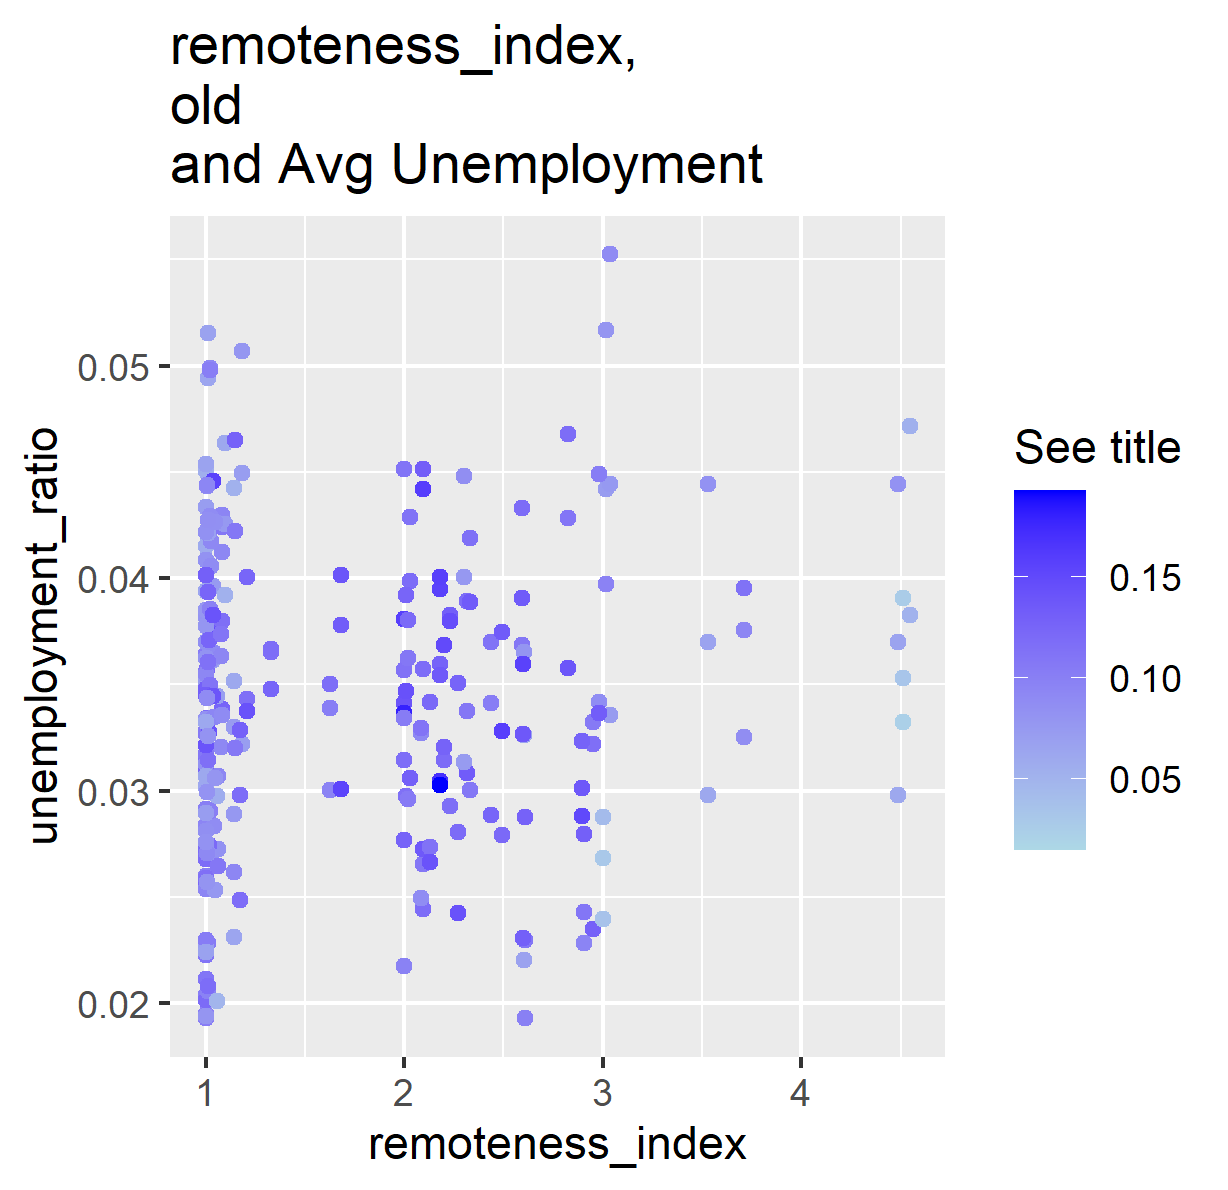 remoteness_index,
old
and Avg Unemployment
unemployment_ratio
0.05
0.04
0.03
0.02
1 2 3 4
remoteness_index
See title
0.15
0.10
0.05